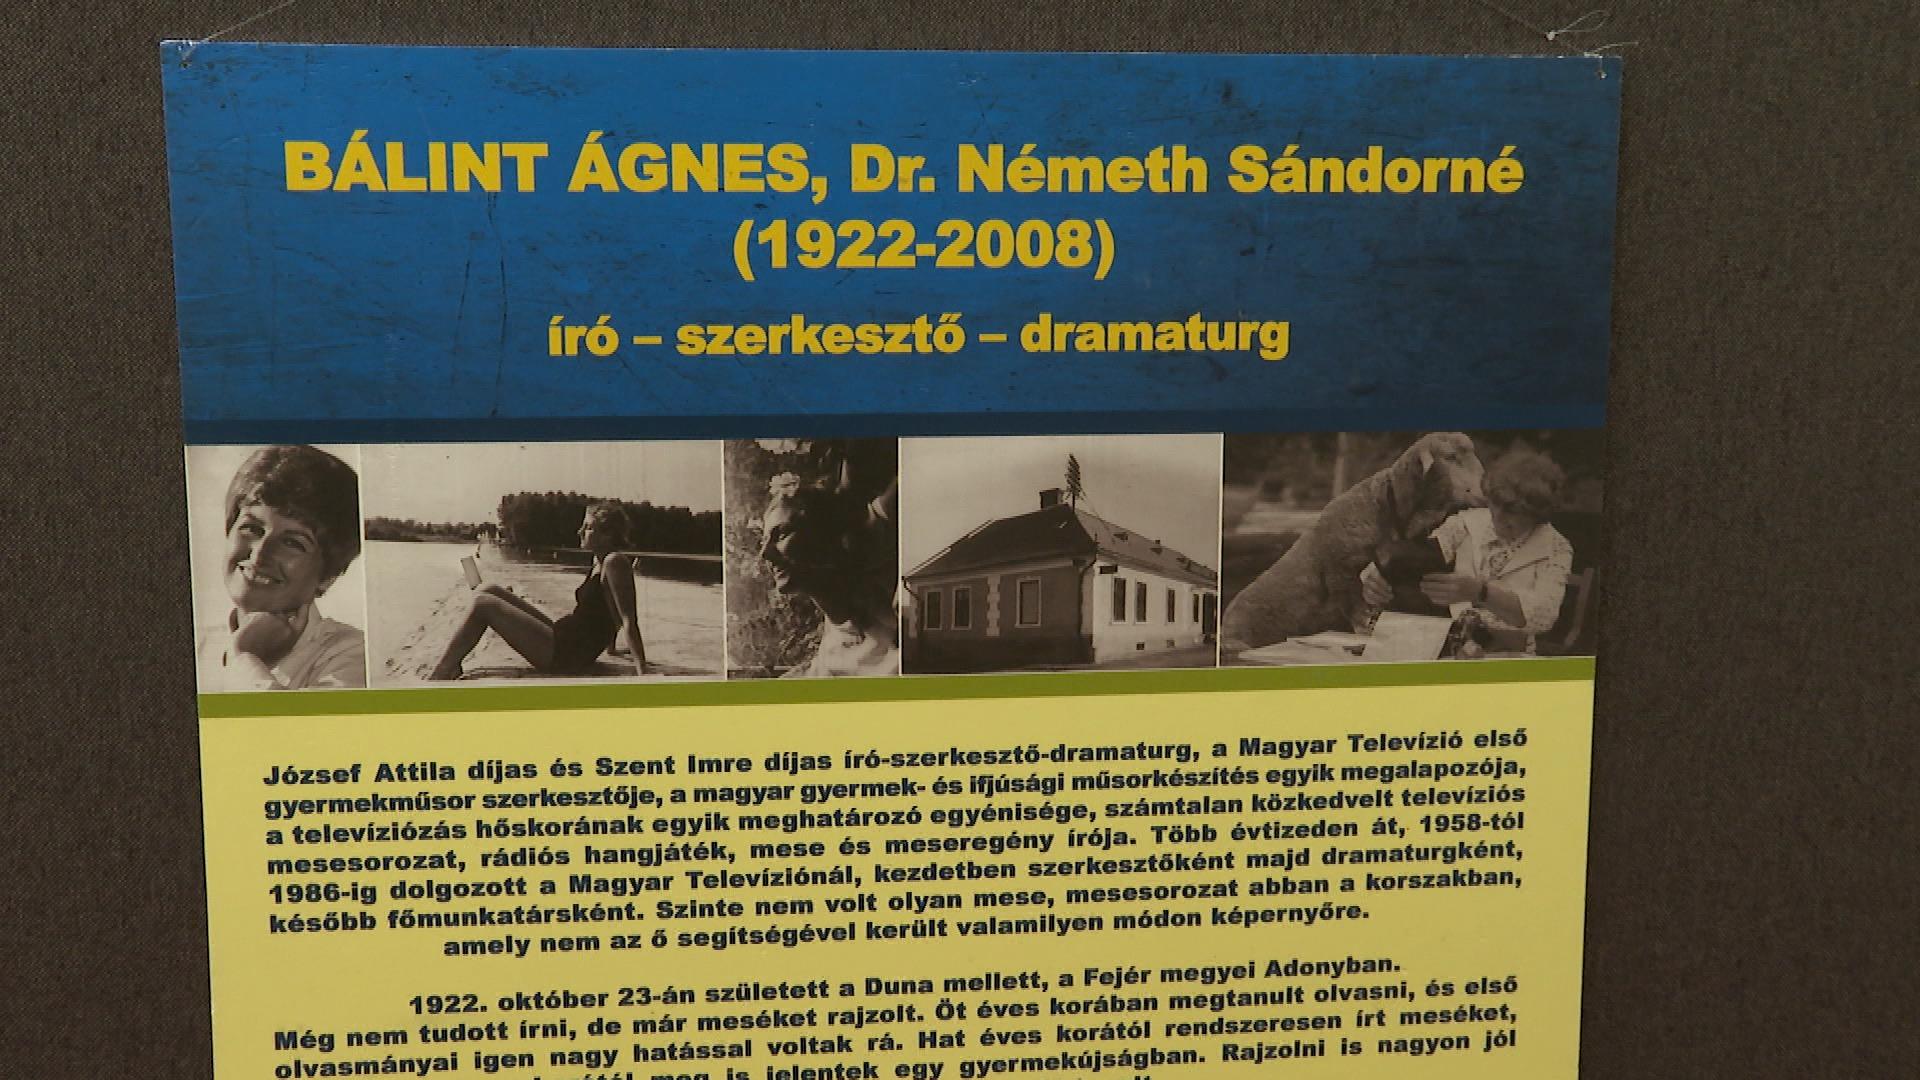 BÁLINT ÁGNES, Dr. Németh Sándorné
(1922-2008)
író – szerkesztő – dramaturg
József Attila díjas és Szent Imre díjas író-szerkesztő-dramaturg, a Magyar Televízió első
gyermekműsor szerkesztője, a magyar gyermek- és ifjúsági műsorkészítés egyik megalapozója,
a televíziózás hőskorának egyik meghatározó egyénisége, számtalan közkedvelt televíziós
mesesorozat, rádiós hangjáték, mese és meseregény írója. Több évtizeden át, 1958-tól
1986-ig dolgozott a Magyar Televíziónál, kezdetben szerkesztőként majd dramaturgként,
később főmunkatársként. Szinte nem volt olyan mese, mesesorozat abban a korszakban,
amely nem az ő segítségével került valamilyen módon képernyőre.
1922. október 23-án született a Duna mellett, a Fejér megyei Adonyban.
Még nem tudott írni, de már meséket rajzolt. Öt éves korában megtanult olvasni, és első
olvasmányai igen nagy hatással voltak rá. Hat éves korától rendszeresen írt meséket,
meg is jelentek egy gyermekújságban. Rajzolni is nagyon jól